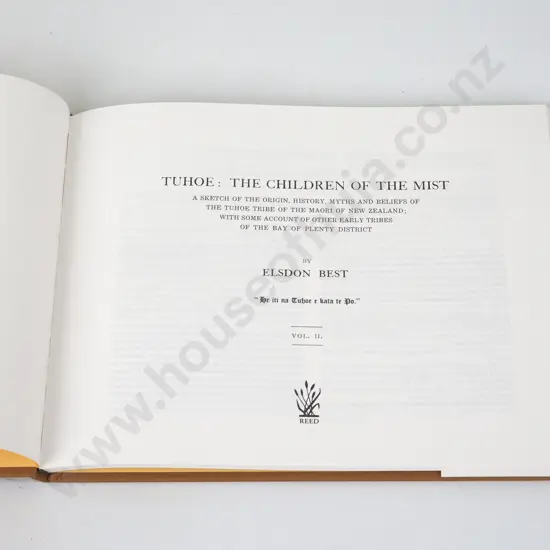 TUHOE: THE CHILDREN OF THE MIST
A SKETCH OF THE ORIGIN, HISTORY, MYTHS AND BELIEFS OF
THE TUHOE TRIBE OF THE MAORI OF NEW ZEALAND;
WITH SOME ACCOUNT OF OTHER EARLY TRIBES
OF THE BAY OF PLENTY DISTRICT
BY
ELSDON BEST
"He iti na Tuhoe e kata te Po."
VOL. II.
REED
www.houseofnaia.co.nz